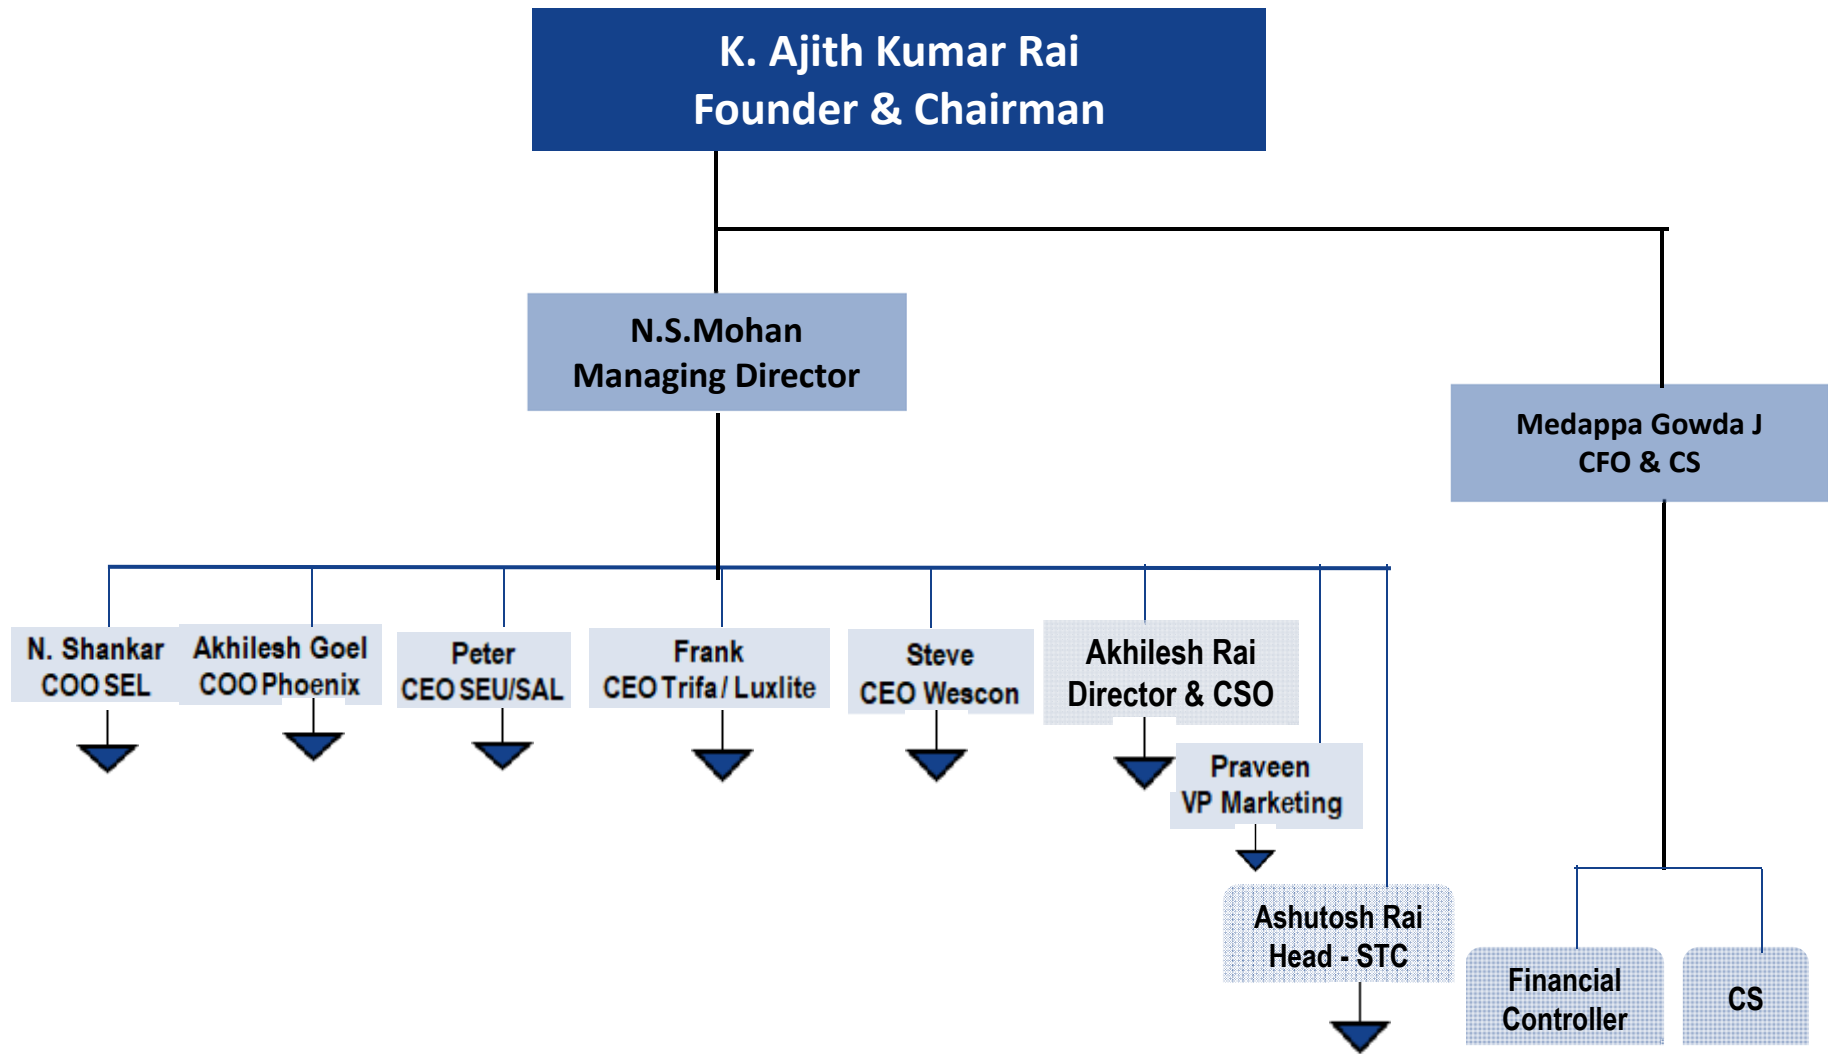 K. Ajith Kumar Rai
Founder & Chairman
N.S.Mohan
Managing Director
Medappa Gowda J
CFO & CS
N. Shankar
COO SEL
Akhilesh Goel
COO Phoenix
Peter
CEO SEU/SAL
Frank
CEO Trifa / Luxlite
Steve
CEO Wescon
Akhilesh Rai
Director & CSO
Praveen
VP Marketing
Ashutosh Rai
Head - STC
Financial
Controller
CS